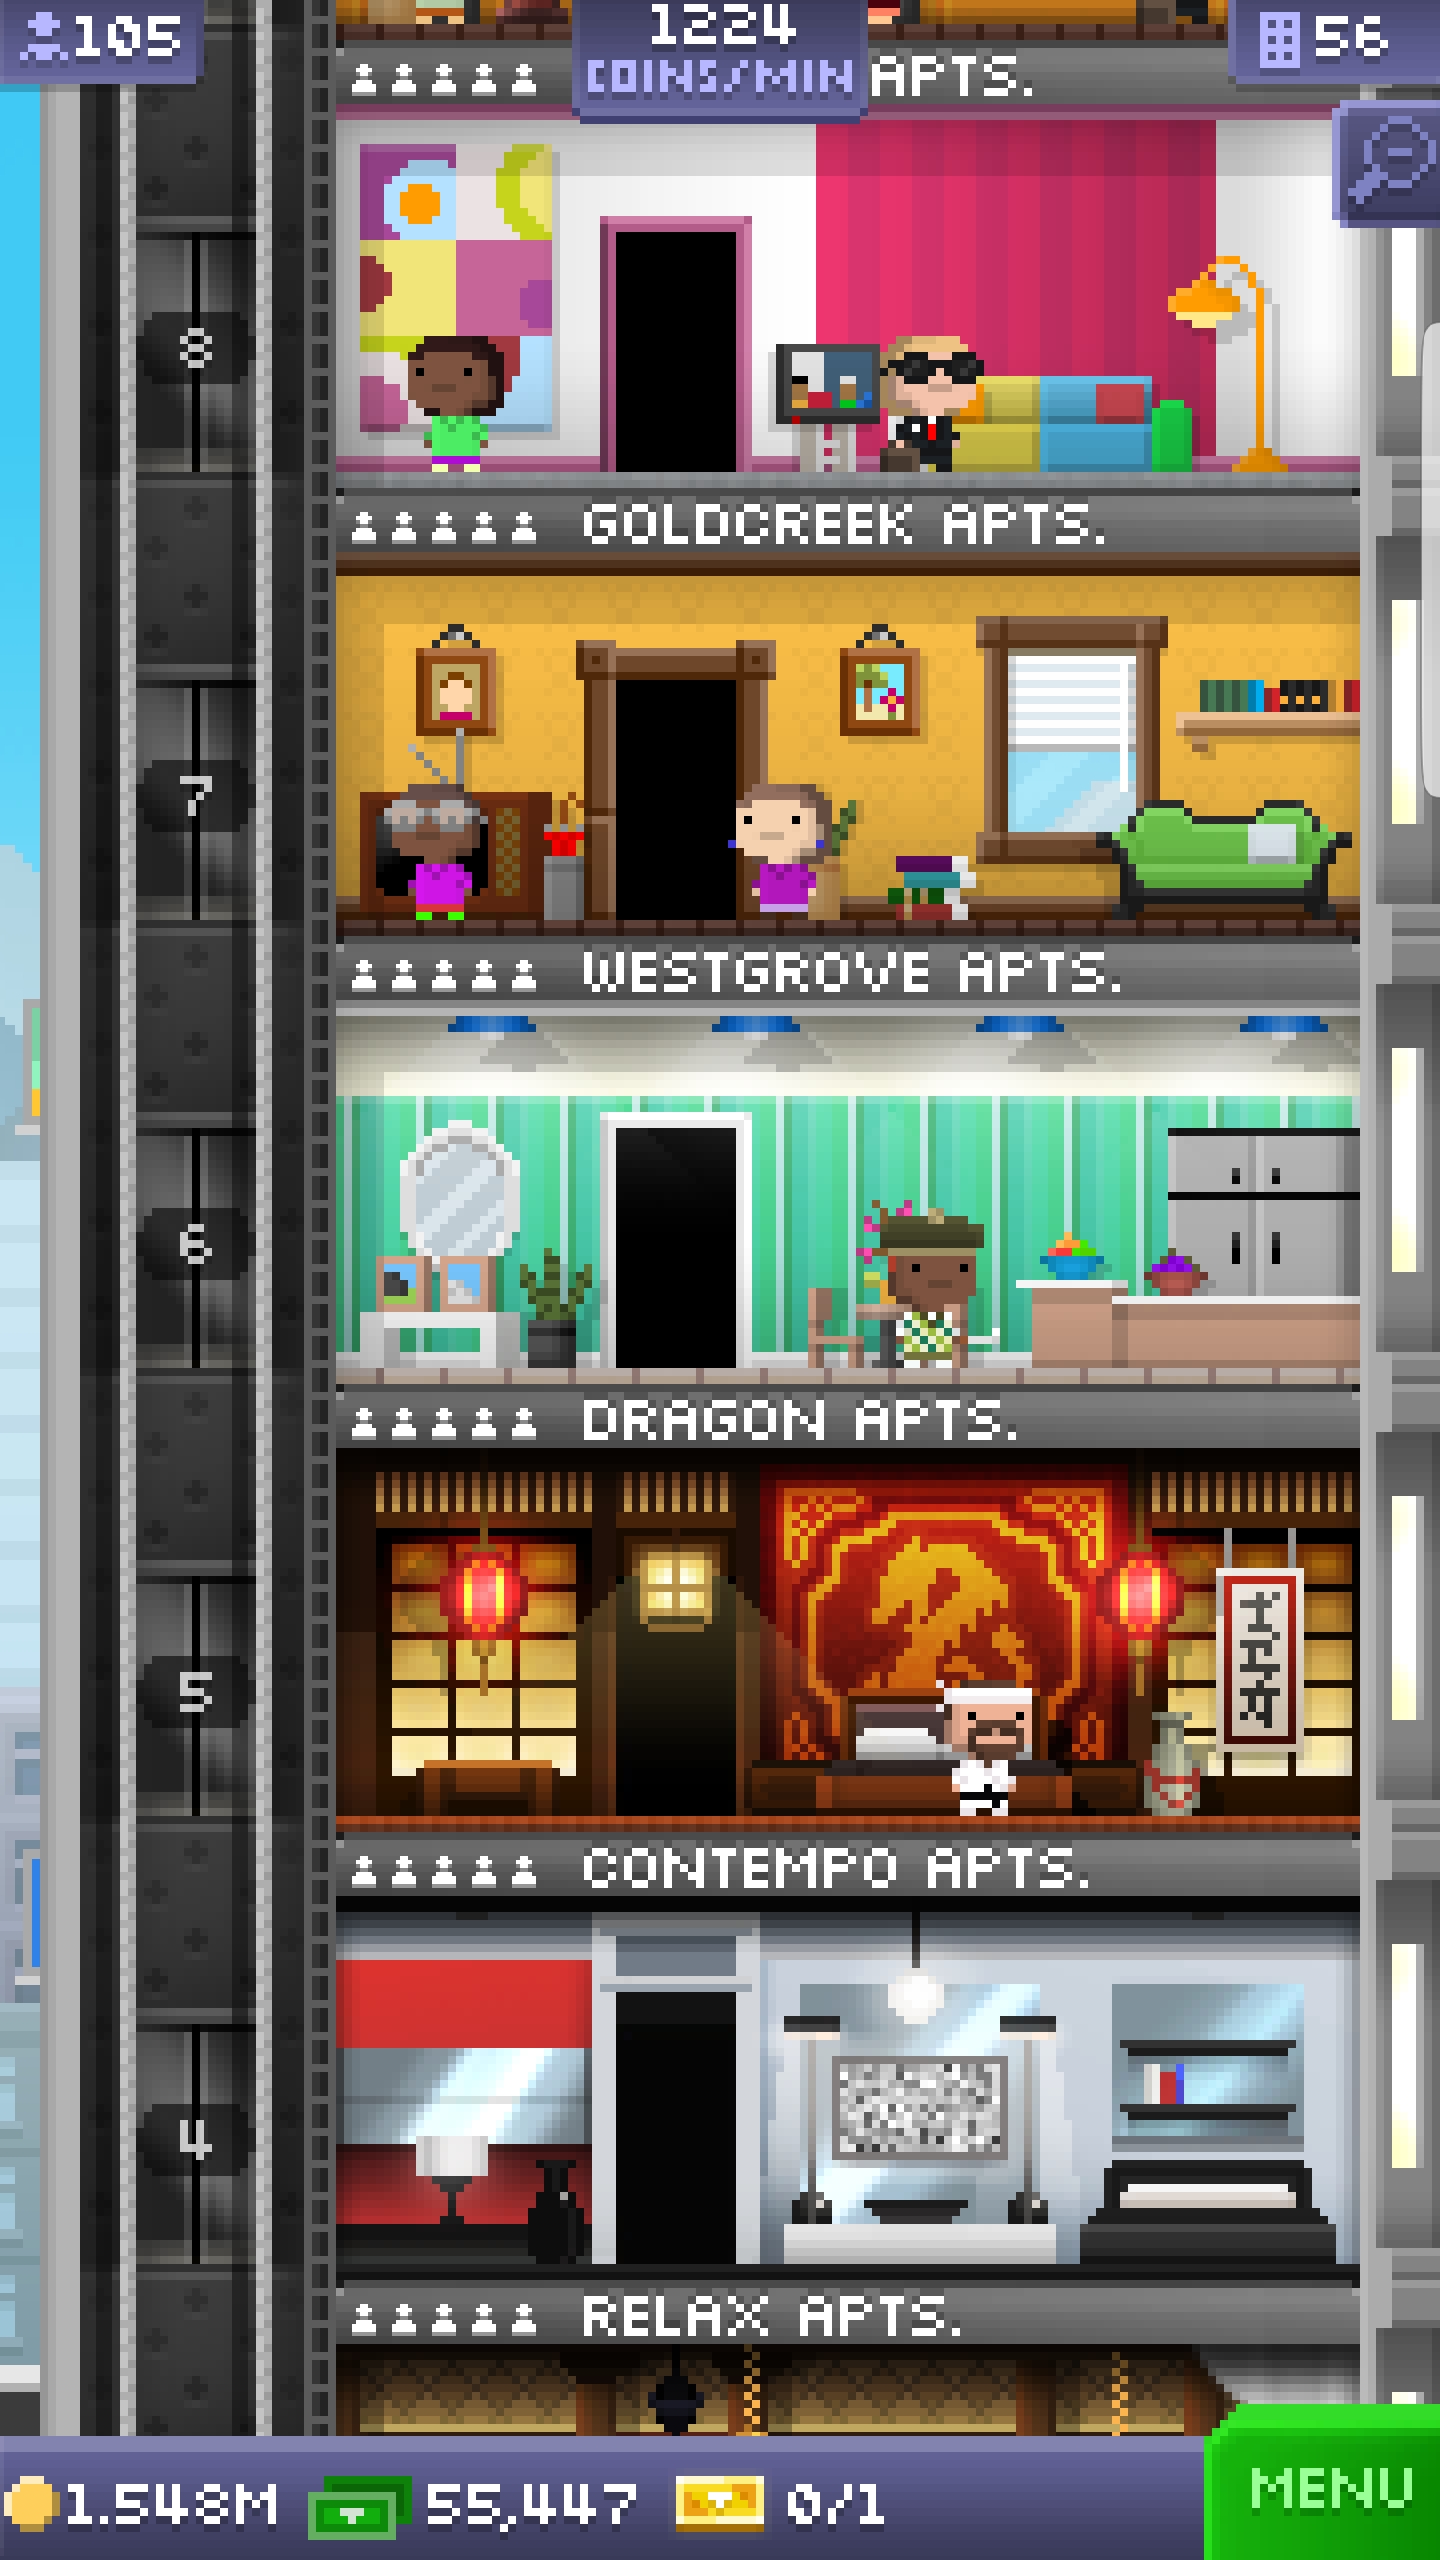 105
1224
COINS/MIN
56
APTS.
8
GOLDCREEK APTS.
7
WESTGROVE APTS.
6
DRAGON APTS.
5
CONTEMPO APTS.
4
RELAX APTS.
1.548M
55,447
0/1
MENU